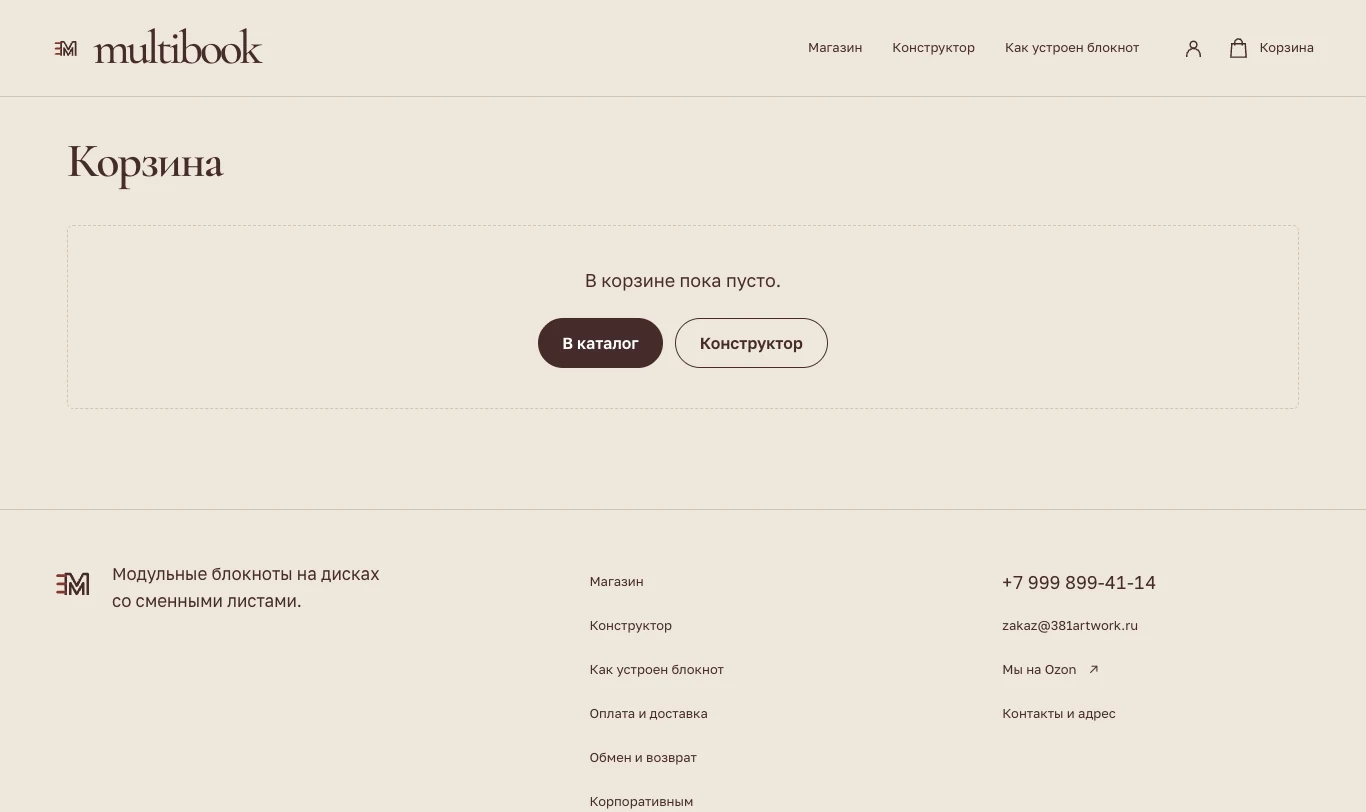 multibook
Магазин
Конструктор
Как устроен блокнот
Корзина
Корзина
В корзине пока пусто.
В каталог
Конструктор
Модульные блокноты на дисках
со сменными листами.
Магазин
Конструктор
Как устроен блокнот
Оплата и доставка
Обмен и возврат
Корпоративным
+7 999 899-41-14
zakaz@381artwork.ru
Мы на Ozon
Контакты и адрес